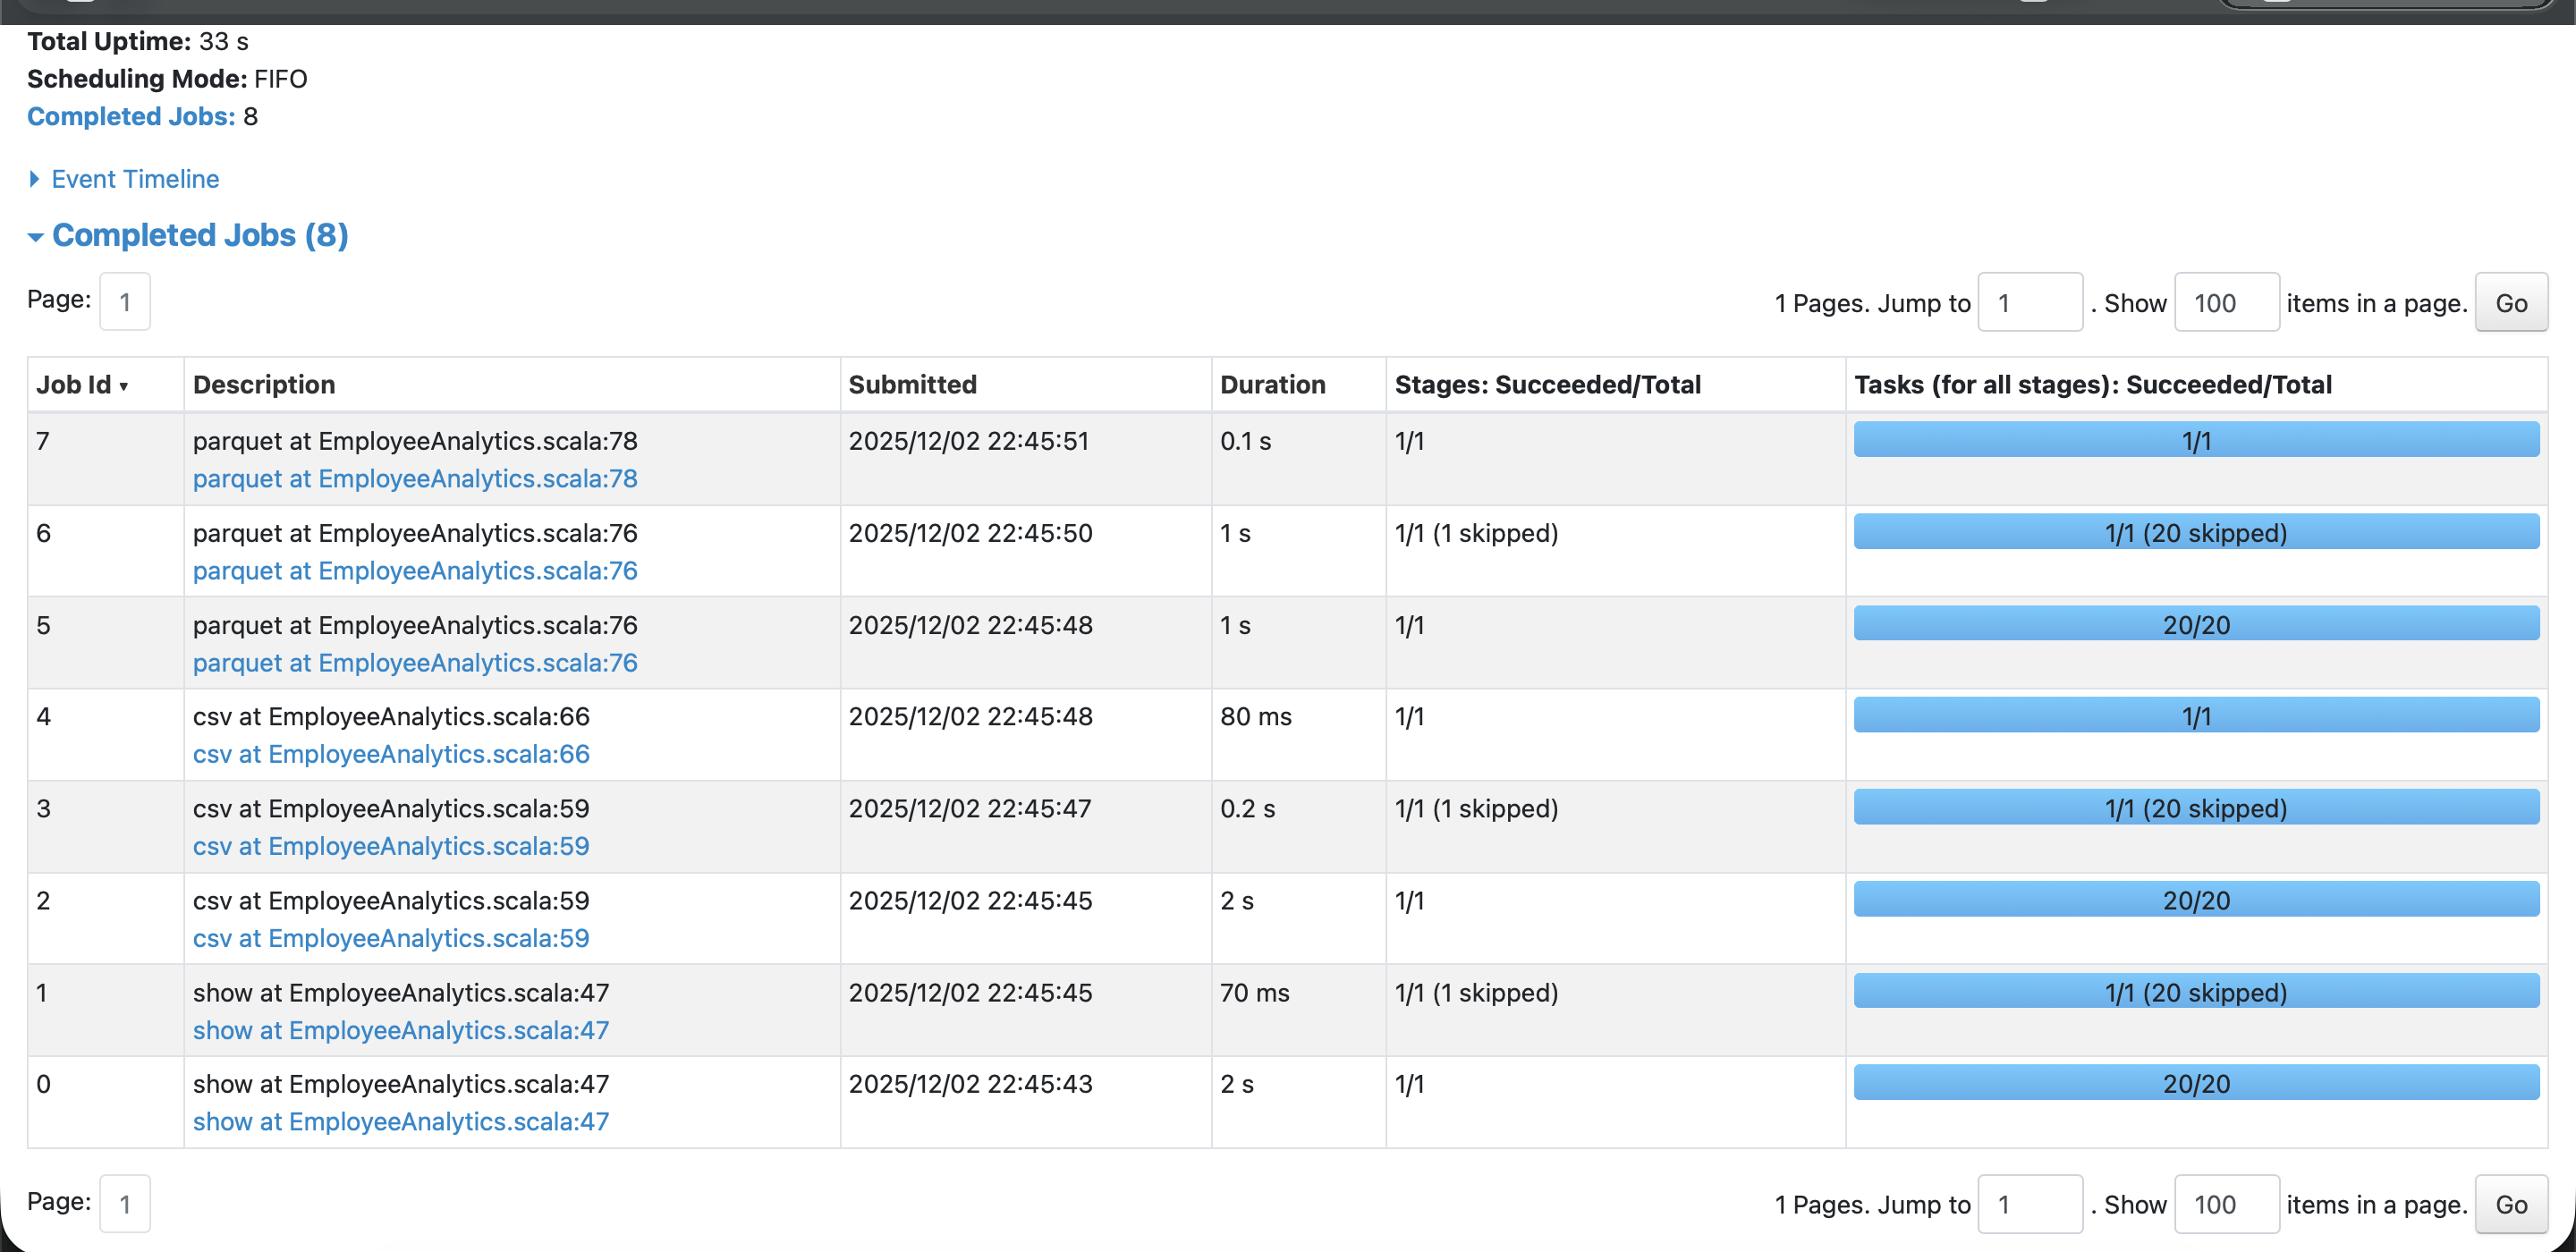 Total Uptime: 33 s
Scheduling Mode: FIFO
Completed Jobs: 8
Event Timeline
Completed Jobs (8)
Page: 1 1 Pages. Jump to 1 . Show 100 items in a page. Go
Job Id ▾ Description Submitted Duration Stages: Succeeded/Total Tasks (for all stages): Succeeded/Total
7 parquet at EmployeeAnalytics.scala:78 2025/12/02 22:45:51 0.1 s 1/1 1/1
parquet at EmployeeAnalytics.scala:78
6 parquet at EmployeeAnalytics.scala:76 2025/12/02 22:45:50 1 s 1/1 (1 skipped) 1/1 (20 skipped)
parquet at EmployeeAnalytics.scala:76
5 parquet at EmployeeAnalytics.scala:76 2025/12/02 22:45:48 1 s 1/1 20/20
parquet at EmployeeAnalytics.scala:76
4 csv at EmployeeAnalytics.scala:66 2025/12/02 22:45:48 80 ms 1/1 1/1
csv at EmployeeAnalytics.scala:66
3 csv at EmployeeAnalytics.scala:59 2025/12/02 22:45:47 0.2 s 1/1 (1 skipped) 1/1 (20 skipped)
csv at EmployeeAnalytics.scala:59
2 csv at EmployeeAnalytics.scala:59 2025/12/02 22:45:45 2 s 1/1 20/20
csv at EmployeeAnalytics.scala:59
1 show at EmployeeAnalytics.scala:47 2025/12/02 22:45:45 70 ms 1/1 (1 skipped) 1/1 (20 skipped)
show at EmployeeAnalytics.scala:47
0 show at EmployeeAnalytics.scala:47 2025/12/02 22:45:43 2 s 1/1 20/20
show at EmployeeAnalytics.scala:47
Page: 1 1 Pages. Jump to 1 . Show 100 items in a page. Go